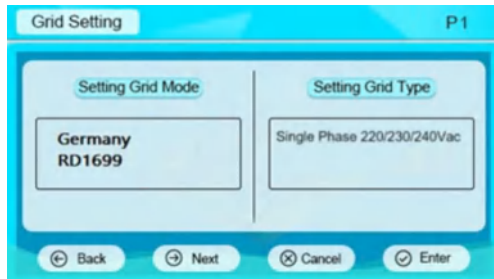 Grid Setting
P1
Setting Grid Mode
Germany
RD1699
Setting Grid Type
Single Phase 220/230/240Vac
Back
Next
Cancel
Enter